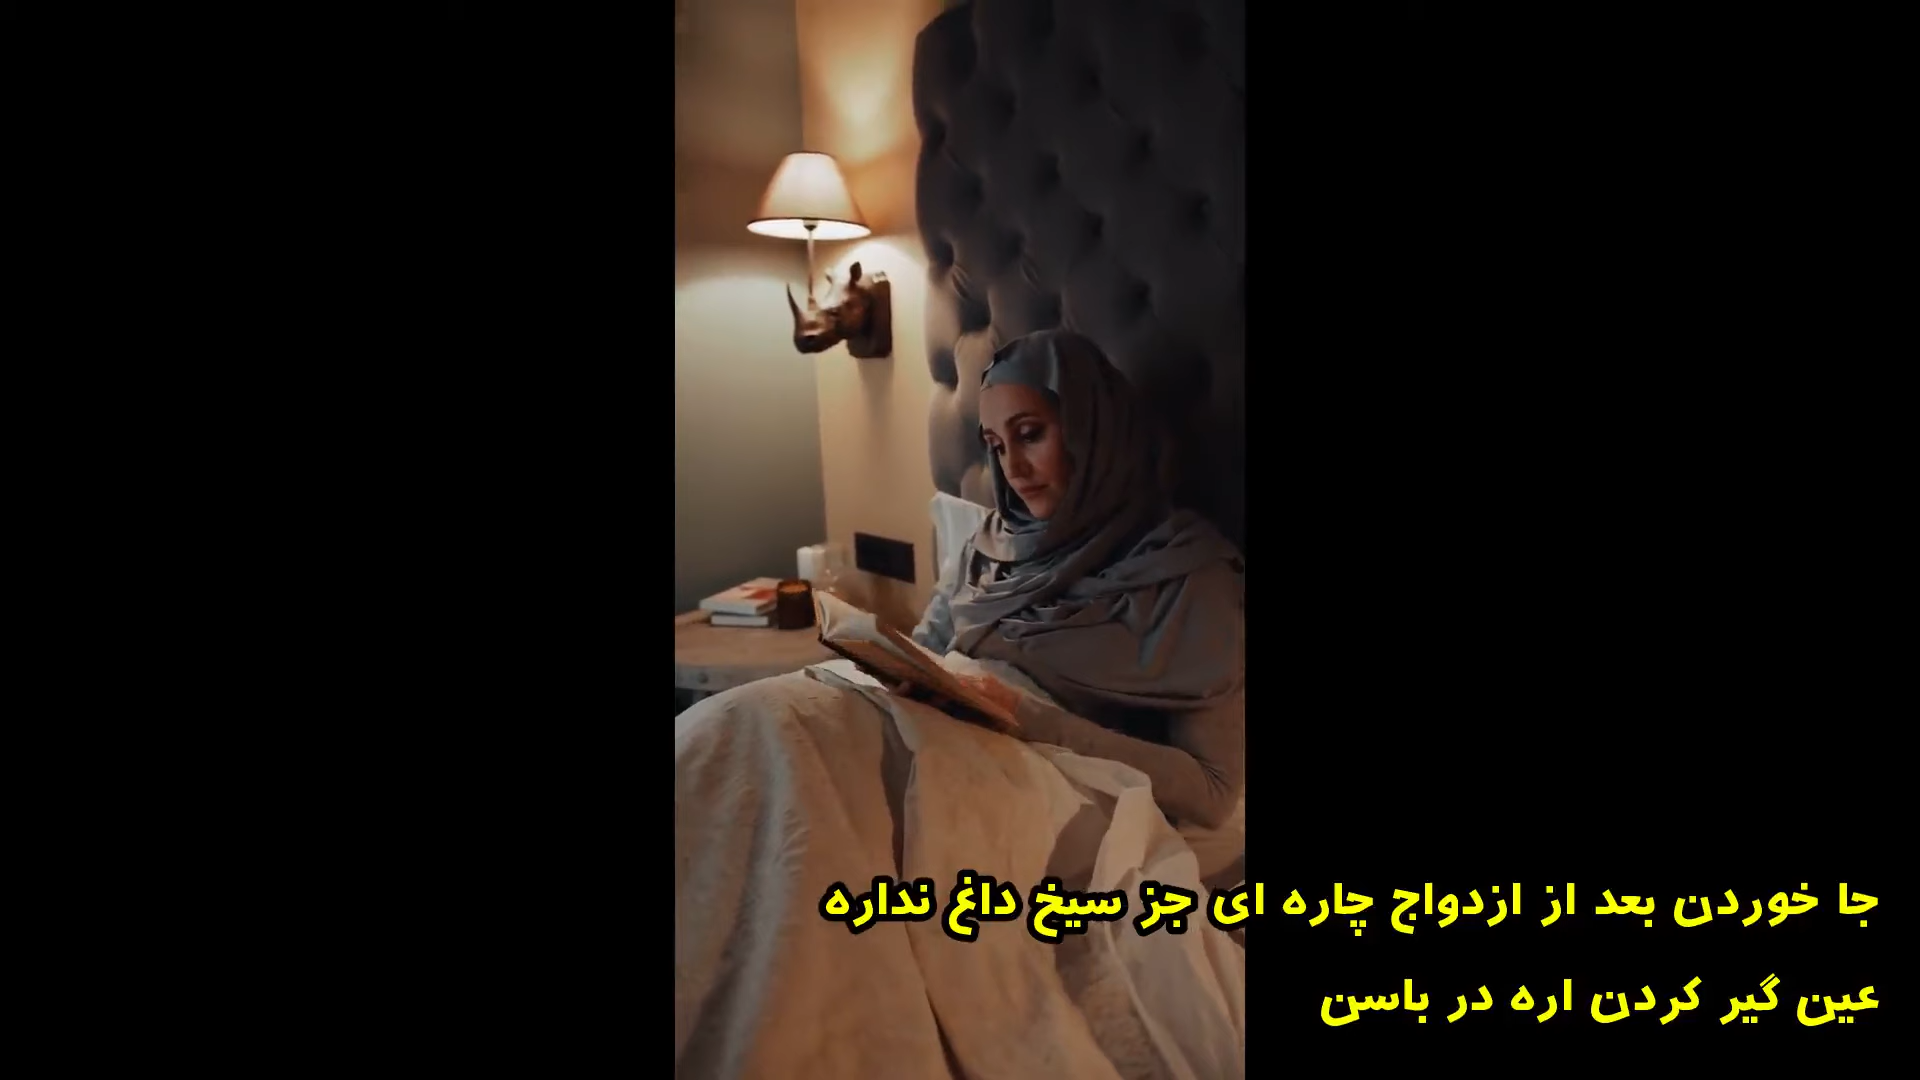 جا خوردن بعد از ازدواج چاره ای جز سیخ داغ نداره
عین گیر کردن اره در باسن